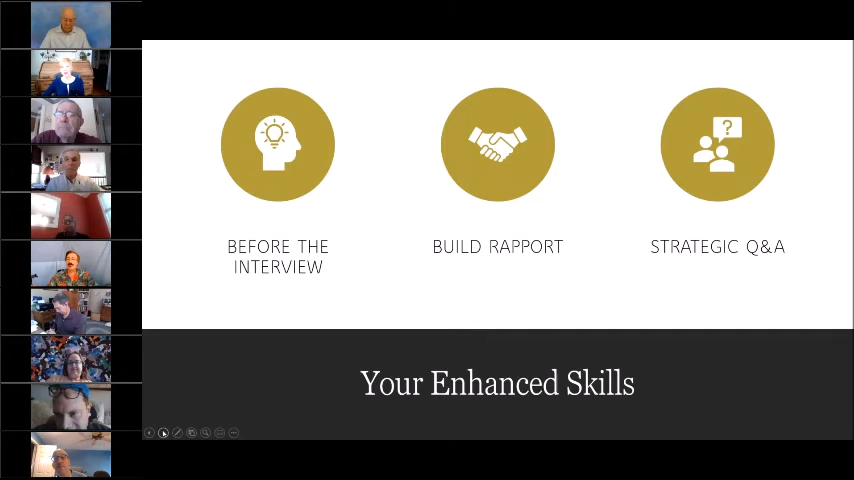 ?
BEFORE THE
INTERVIEW
BUILD RAPPORT
STRATEGIC Q&A
Your Enhanced Skills